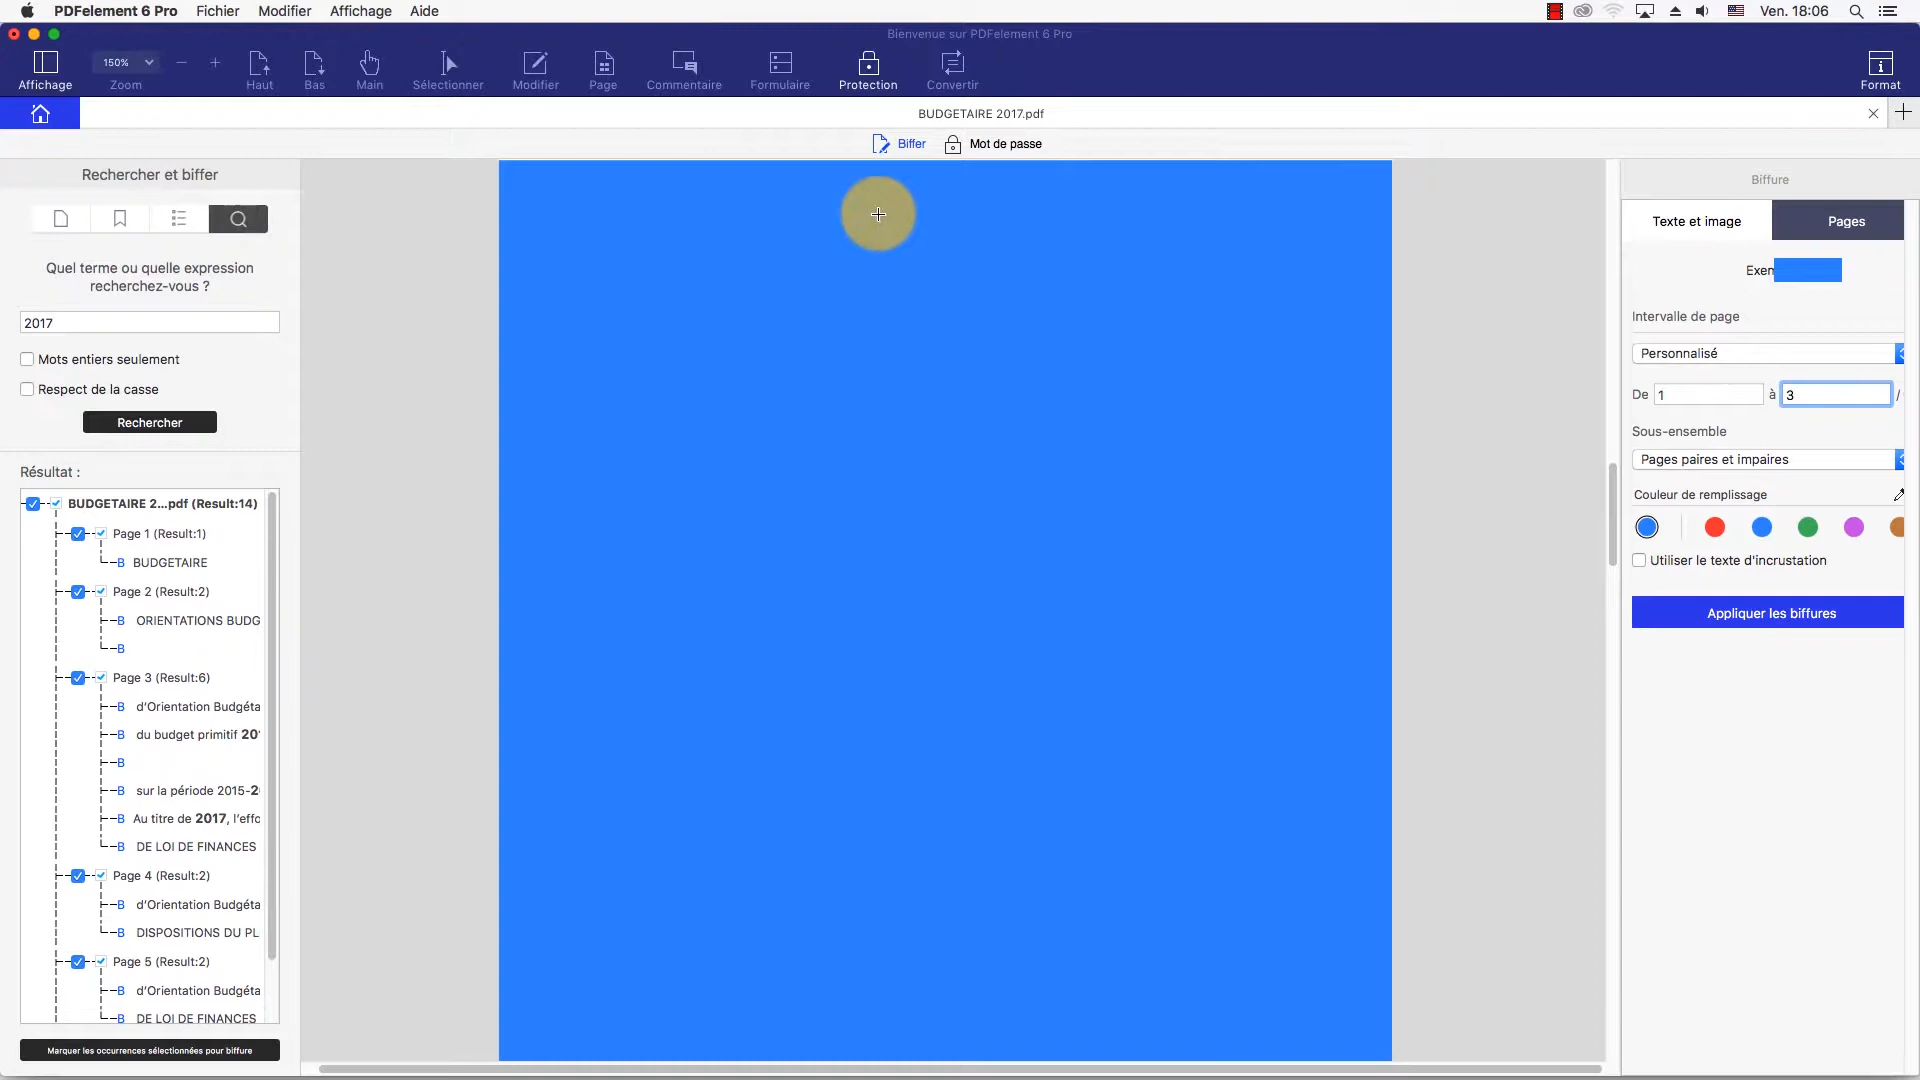 PDFelement 6 Pro Fichier Modifier Affichage Aide Ven. 18:06
Bienvenue sur PDFelement 6 Pro
150%
Affichage Zoom Haut Bas Main Sélectionner Modifier Page Commentaire Formulaire Protection Convertir Format
BUDGETAIRE 2017.pdf
Biffer Mot de passe
Rechercher et biffer
Quel terme ou quelle expression
recherchez-vous ?
2017
Mots entiers seulement
Respect de la casse
Rechercher
Résultat :
BUDGETAIRE 2...pdf (Result:14)
Page 1 (Result:1)
B BUDGETAIRE
Page 2 (Result:2)
B ORIENTATIONS BUDG
B
Page 3 (Result:6)
B d'Orientation Budgéta
B du budget primitif 201
B
B sur la période 2015-2
B Au titre de 2017, l'effo
B DE LOI DE FINANCES
Page 4 (Result:2)
B d'Orientation Budgéta
B DISPOSITIONS DU PL
Page 5 (Result:2)
B d'Orientation Budgéta
B DE LOI DE FINANCES
Marquer les occurrences sélectionnées pour biffure
Biffure
Texte et image Pages
Exem
Intervalle de page
Personnalisé
De 1 à 3 /
Sous-ensemble
Pages paires et impaires
Couleur de remplissage
Utiliser le texte d'incrustation
Appliquer les biffures